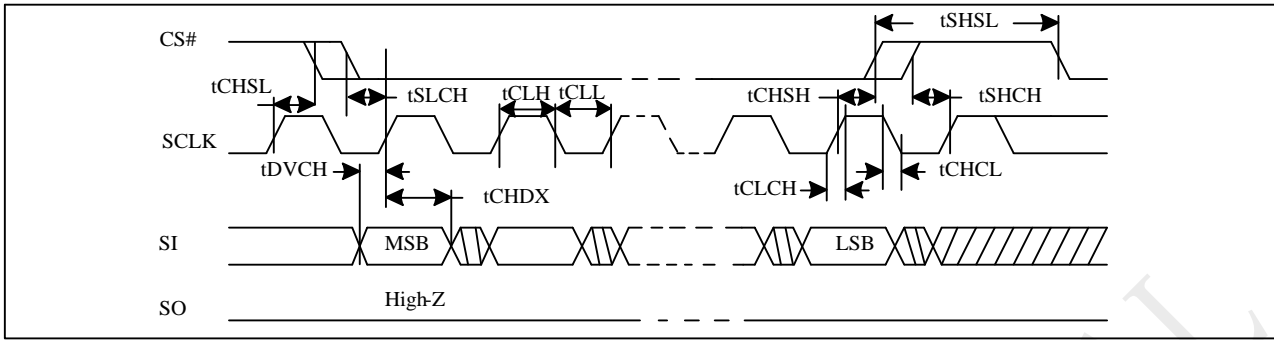 tSHSL
CS#
tCHSL
tSLCH
tCLH
tCLL
tCHSH
tSHCH
SCLK
tDVCH
tCHDX
tCLCH
tCHCL
SI
MSB
LSB
SO
High-Z